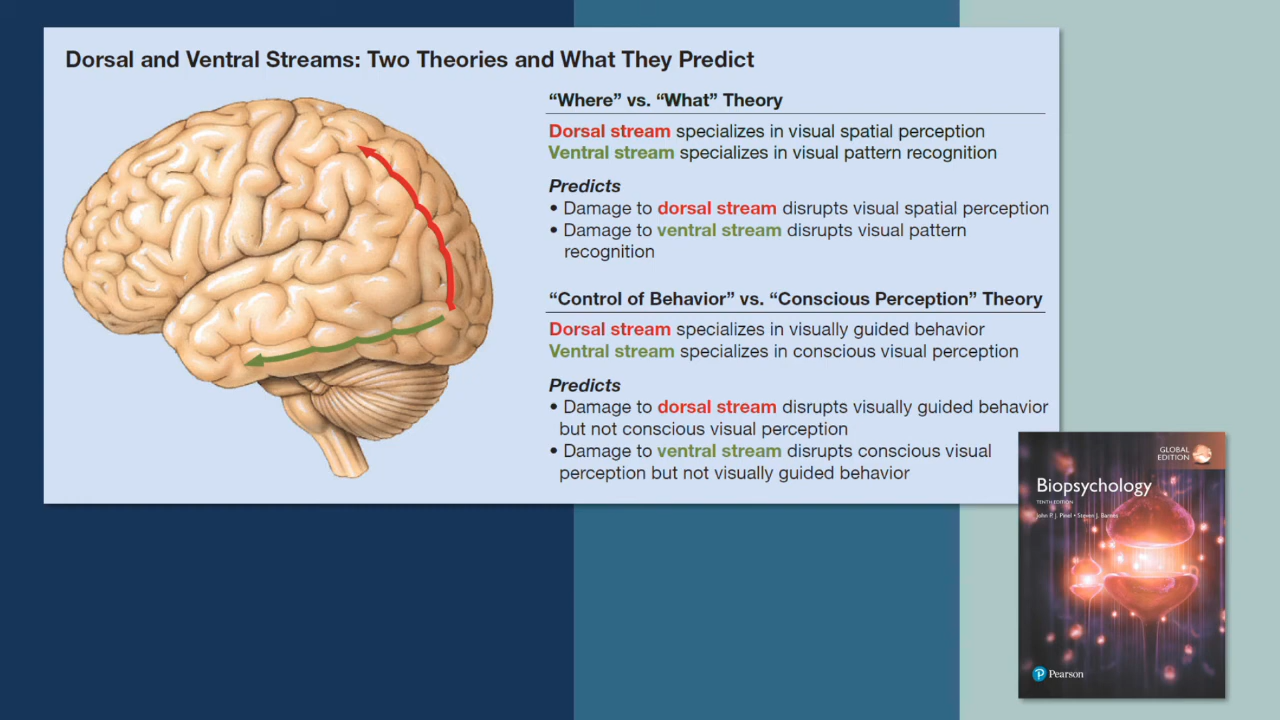 Dorsal and Ventral Streams: Two Theories and What They Predict
“Where” vs. “What” Theory
Dorsal stream specializes in visual spatial perception
Ventral stream specializes in visual pattern recognition
Predicts
• Damage to dorsal stream disrupts visual spatial perception
• Damage to ventral stream disrupts visual pattern
recognition
“Control of Behavior” vs. “Conscious Perception” Theory
Dorsal stream specializes in visually guided behavior
Ventral stream specializes in conscious visual perception
Predicts
• Damage to dorsal stream disrupts visually guided behavior
but not conscious visual perception
• Damage to ventral stream disrupts conscious visual
perception but not visually guided behavior
GLOBAL
EDITION
Biopsychology
TENTH EDITION
John P. J. Pinel • Steven J. Barnes
P Pearson